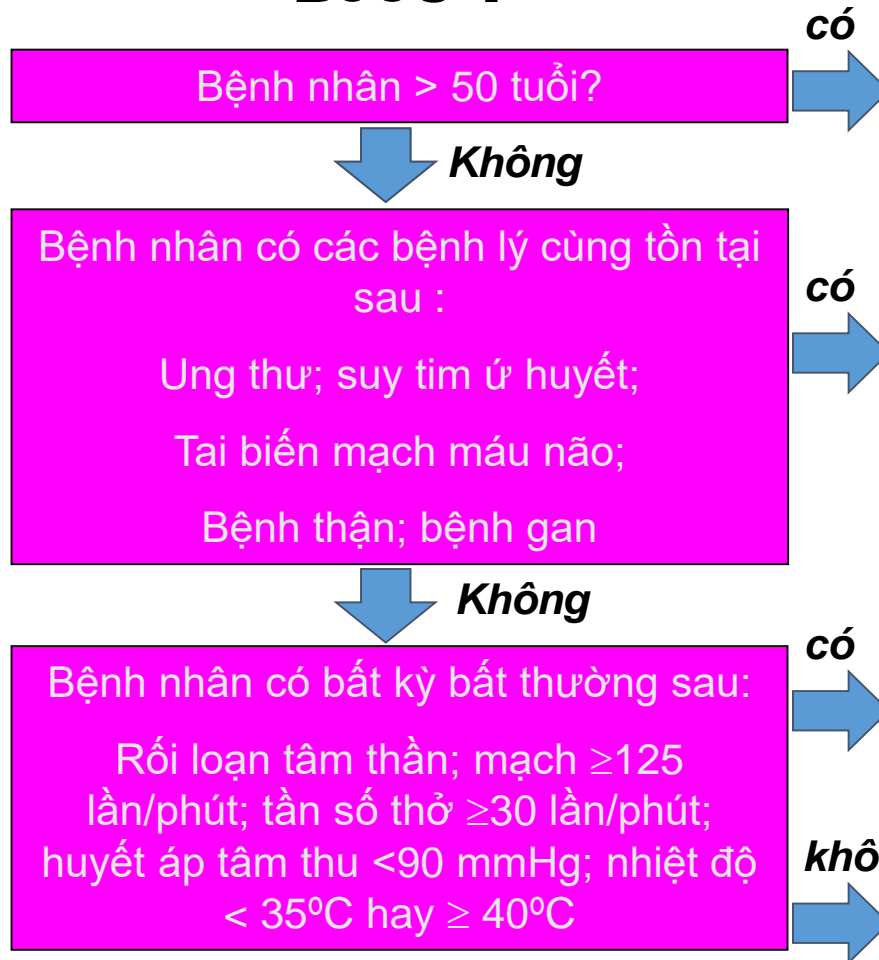 có
Bệnh nhân > 50 tuổi?
Không
Bệnh nhân có các bệnh lý cùng tồn tại
sau :
có
Ung thư; suy tim ứ huyết;
Tai biến mạch máu não;
Bệnh thận; bệnh gan
Không
có
Bệnh nhân có bất kỳ bất thường sau:
Rối loạn tâm thần; mạch ≥125
lần/phút; tần số thở ≥30 lần/phút;
huyết áp tâm thu <90 mmHg; nhiệt độ
< 35ºC hay ≥ 40ºC
khô